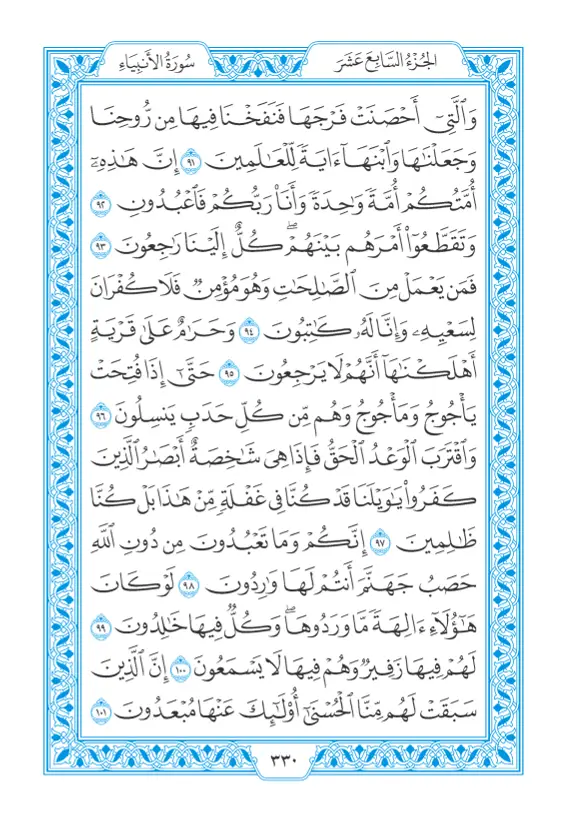 الجُزْءُ السَّابِعَ عَشَرَ
سُورَةُ الأَنْبِيَاءِ
وَٱلَّتِىٓ أَحْصَنَتْ فَرْجَهَا فَنَفَخْنَا فِيهَا مِن رُّوحِنَا
وَجَعَلْنَٰهَا وَٱبْنَهَآ ءَايَةً لِّلْعَٰلَمِينَ ٩١ إِنَّ هَٰذِهِۦٓ
أُمَّتُكُمْ أُمَّةً وَٰحِدَةً وَأَنَا۠ رَبُّكُمْ فَٱعْبُدُونِ ٩٢
وَتَقَطَّعُوٓا۟ أَمْرَهُم بَيْنَهُمْ ۖ كُلٌّ إِلَيْنَا رَٰجِعُونَ ٩٣
فَمَن يَعْمَلْ مِنَ ٱلصَّٰلِحَٰتِ وَهُوَ مُؤْمِنٌ فَلَا كُفْرَانَ
لِسَعْيِهِۦ وَإِنَّا لَهُۥ كَٰتِبُونَ ٩٤ وَحَرَٰمٌ عَلَىٰ قَرْيَةٍ
أَهْلَكْنَٰهَآ أَنَّهُمْ لَا يَرْجِعُونَ ٩٥ حَتَّىٰٓ إِذَا فُتِحَتْ
يَأْجُوجُ وَمَأْجُوجُ وَهُم مِّن كُلِّ حَدَبٍ يَنسِلُونَ ٩٦
وَٱقْتَرَبَ ٱلْوَعْدُ ٱلْحَقُّ فَإِذَا هِىَ شَٰخِصَةٌ أَبْصَٰرُ ٱلَّذِينَ
كَفَرُوا۟ يَٰوَيْلَنَا قَدْ كُنَّا فِى غَفْلَةٍ مِّنْ هَٰذَا بَلْ كُنَّا
ظَٰلِمِينَ ٩٧ إِنَّكُمْ وَمَا تَعْبُدُونَ مِن دُونِ ٱللَّهِ
حَصَبُ جَهَنَّمَ أَنتُمْ لَهَا وَٰرِدُونَ ٩٨ لَوْ كَانَ
هَٰٓؤُلَآءِ ءَالِهَةً مَّا وَرَدُوهَا ۖ وَكُلٌّ فِيهَا خَٰلِدُونَ ٩٩
لَهُمْ فِيهَا زَفِيرٌ وَهُمْ فِيهَا لَا يَسْمَعُونَ ١٠٠ إِنَّ ٱلَّذِينَ
سَبَقَتْ لَهُم مِّنَّا ٱلْحُسْنَىٰٓ أُو۟لَٰٓئِكَ عَنْهَا مُبْعَدُونَ ١٠١
٣٣٠